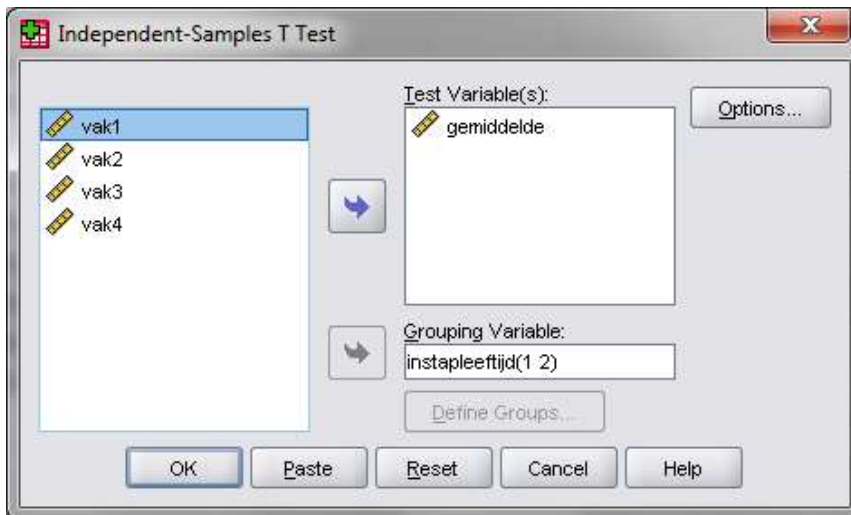 Independent-Samples T Test
vak1
vak2
vak3
vak4
Test Variable(s):
gemiddelde
Options...
Grouping Variable:
instapleeftijd(1 2)
Define Groups...
OK
Paste
Reset
Cancel
Help